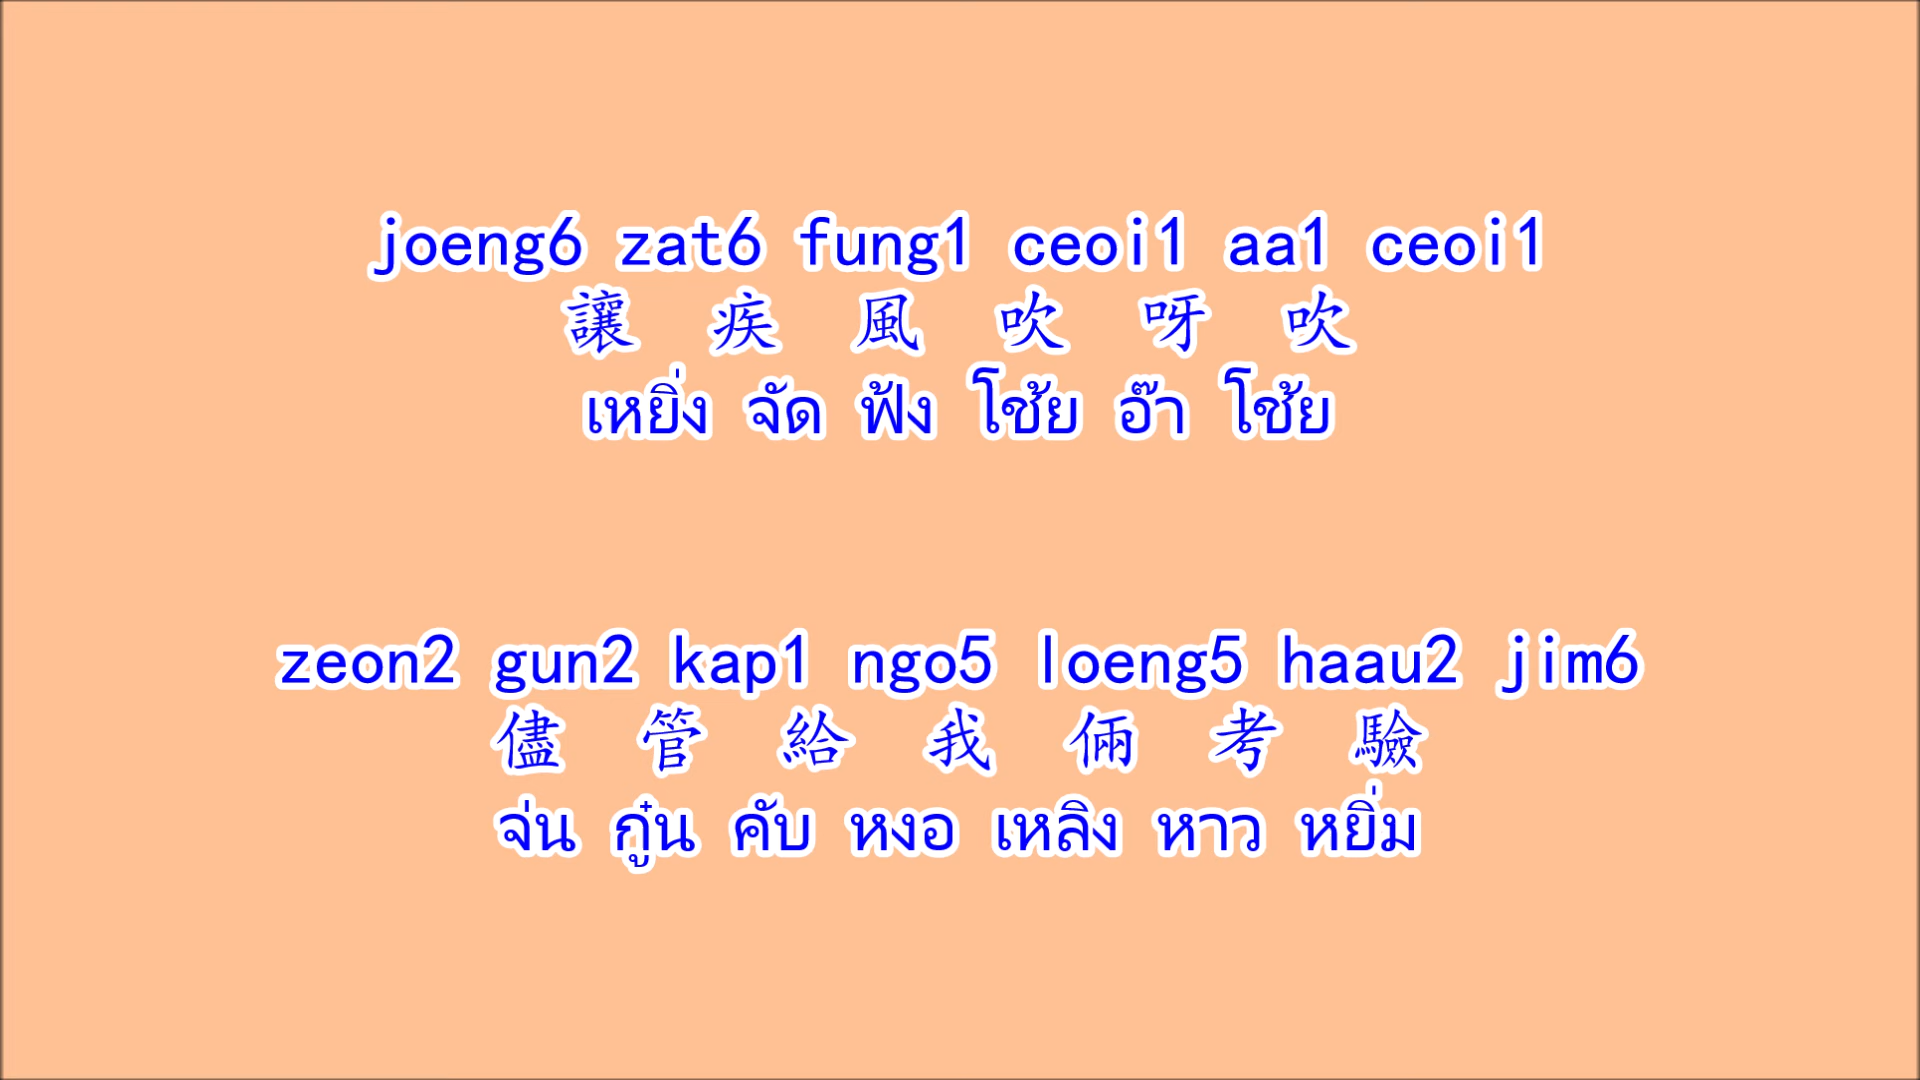 joeng6 zat6 fung1 ceoi1 aa1 ceoi1
讓 疾 風 吹 呀 吹
เหยิ่ง จัด ฟ้ง โช้ย อ๊า โช้ย
zeon2 gun2 kap1 ngo5 loeng5 haau2 jim6
儘 管 給 我 倆 考 驗
จ่น กู๋น คับ หงอ เหลิง หาว หยิ่ม